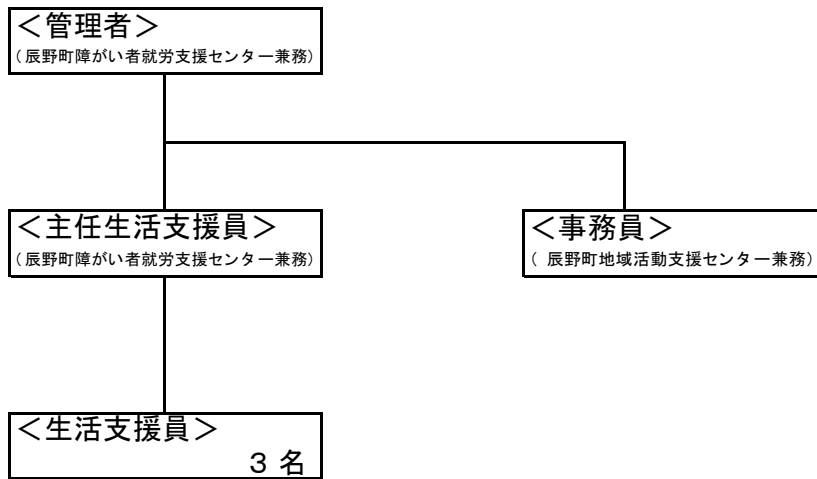 ＜管理者＞
（辰野町障がい者就労支援センター兼務）
＜主任生活支援員＞
（辰野町障がい者就労支援センター兼務）
＜事務員＞
（ 辰野町地域活動支援センター兼務）
＜生活支援員＞
３ 名